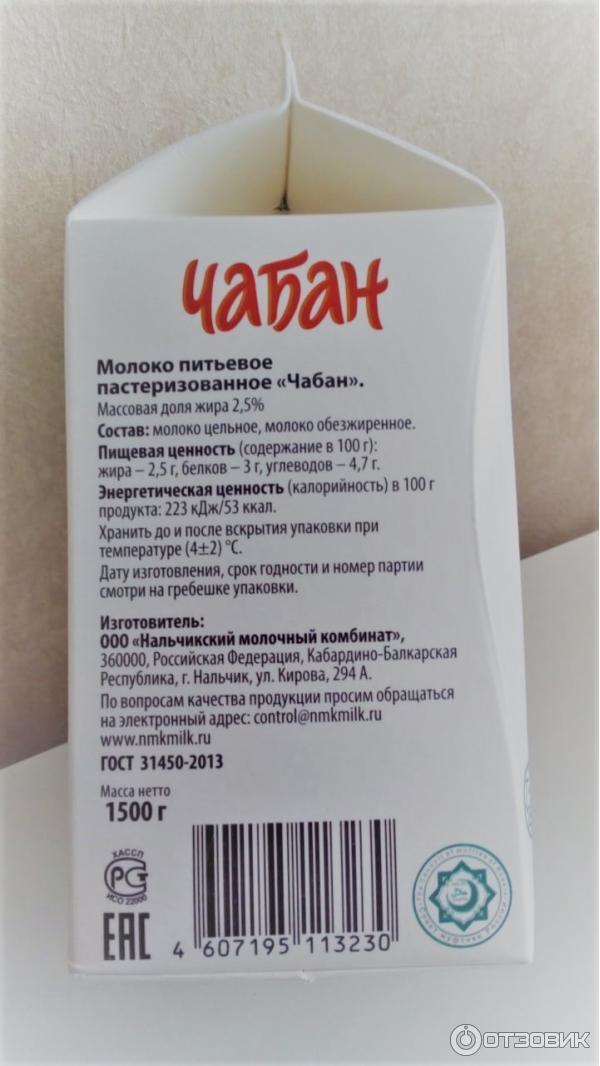 Чабан
Молоко питьевое
пастеризованное «Чабан».
Массовая доля жира 2,5%
Состав: молоко цельное, молоко обезжиренное.
Пищевая ценность (содержание в 100 г):
жира – 2,5 г, белков – 3 г, углеводов – 4,7 г.
Энергетическая ценность (калорийность) в 100 г
продукта: 223 кДж/53 ккал.
Хранить до и после вскрытия упаковки при
температуре (4±2) °С.
Дату изготовления, срок годности и номер партии
смотри на гребешке упаковки.
Изготовитель:
ООО «Нальчикский молочный комбинат»,
360000, Российская Федерация, Кабардино-Балкарская
Республика, г. Нальчик, ул. Кирова, 294 А.
По вопросам качества продукции просим обращаться
на электронный адрес: control@nmkmilk.ru
www.nmkmilk.ru
ГОСТ 31450-2013
Масса нетто
1500 г
ХАССП
РСТ
ИСО 22000
ЕАС
4 607195 113230
ОТЗОВИК